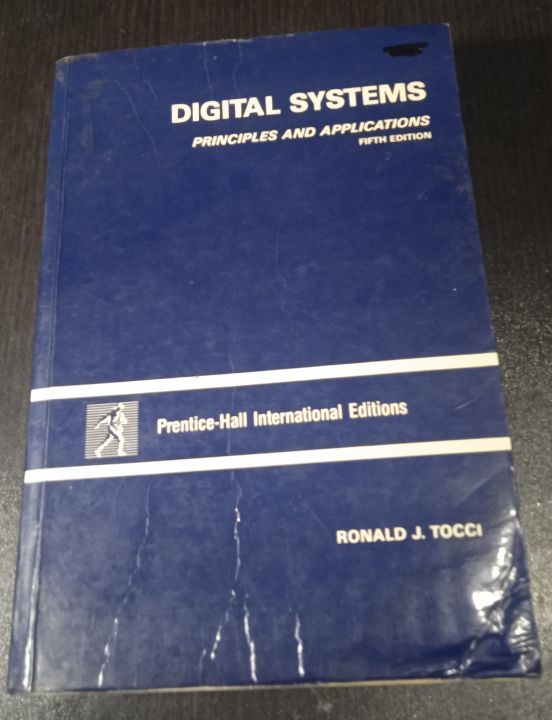 DIGITAL SYSTEMS
PRINCIPLES AND APPLICATIONS
FIFTH EDITION
Prentice-Hall International Editions
RONALD J. TOCCI